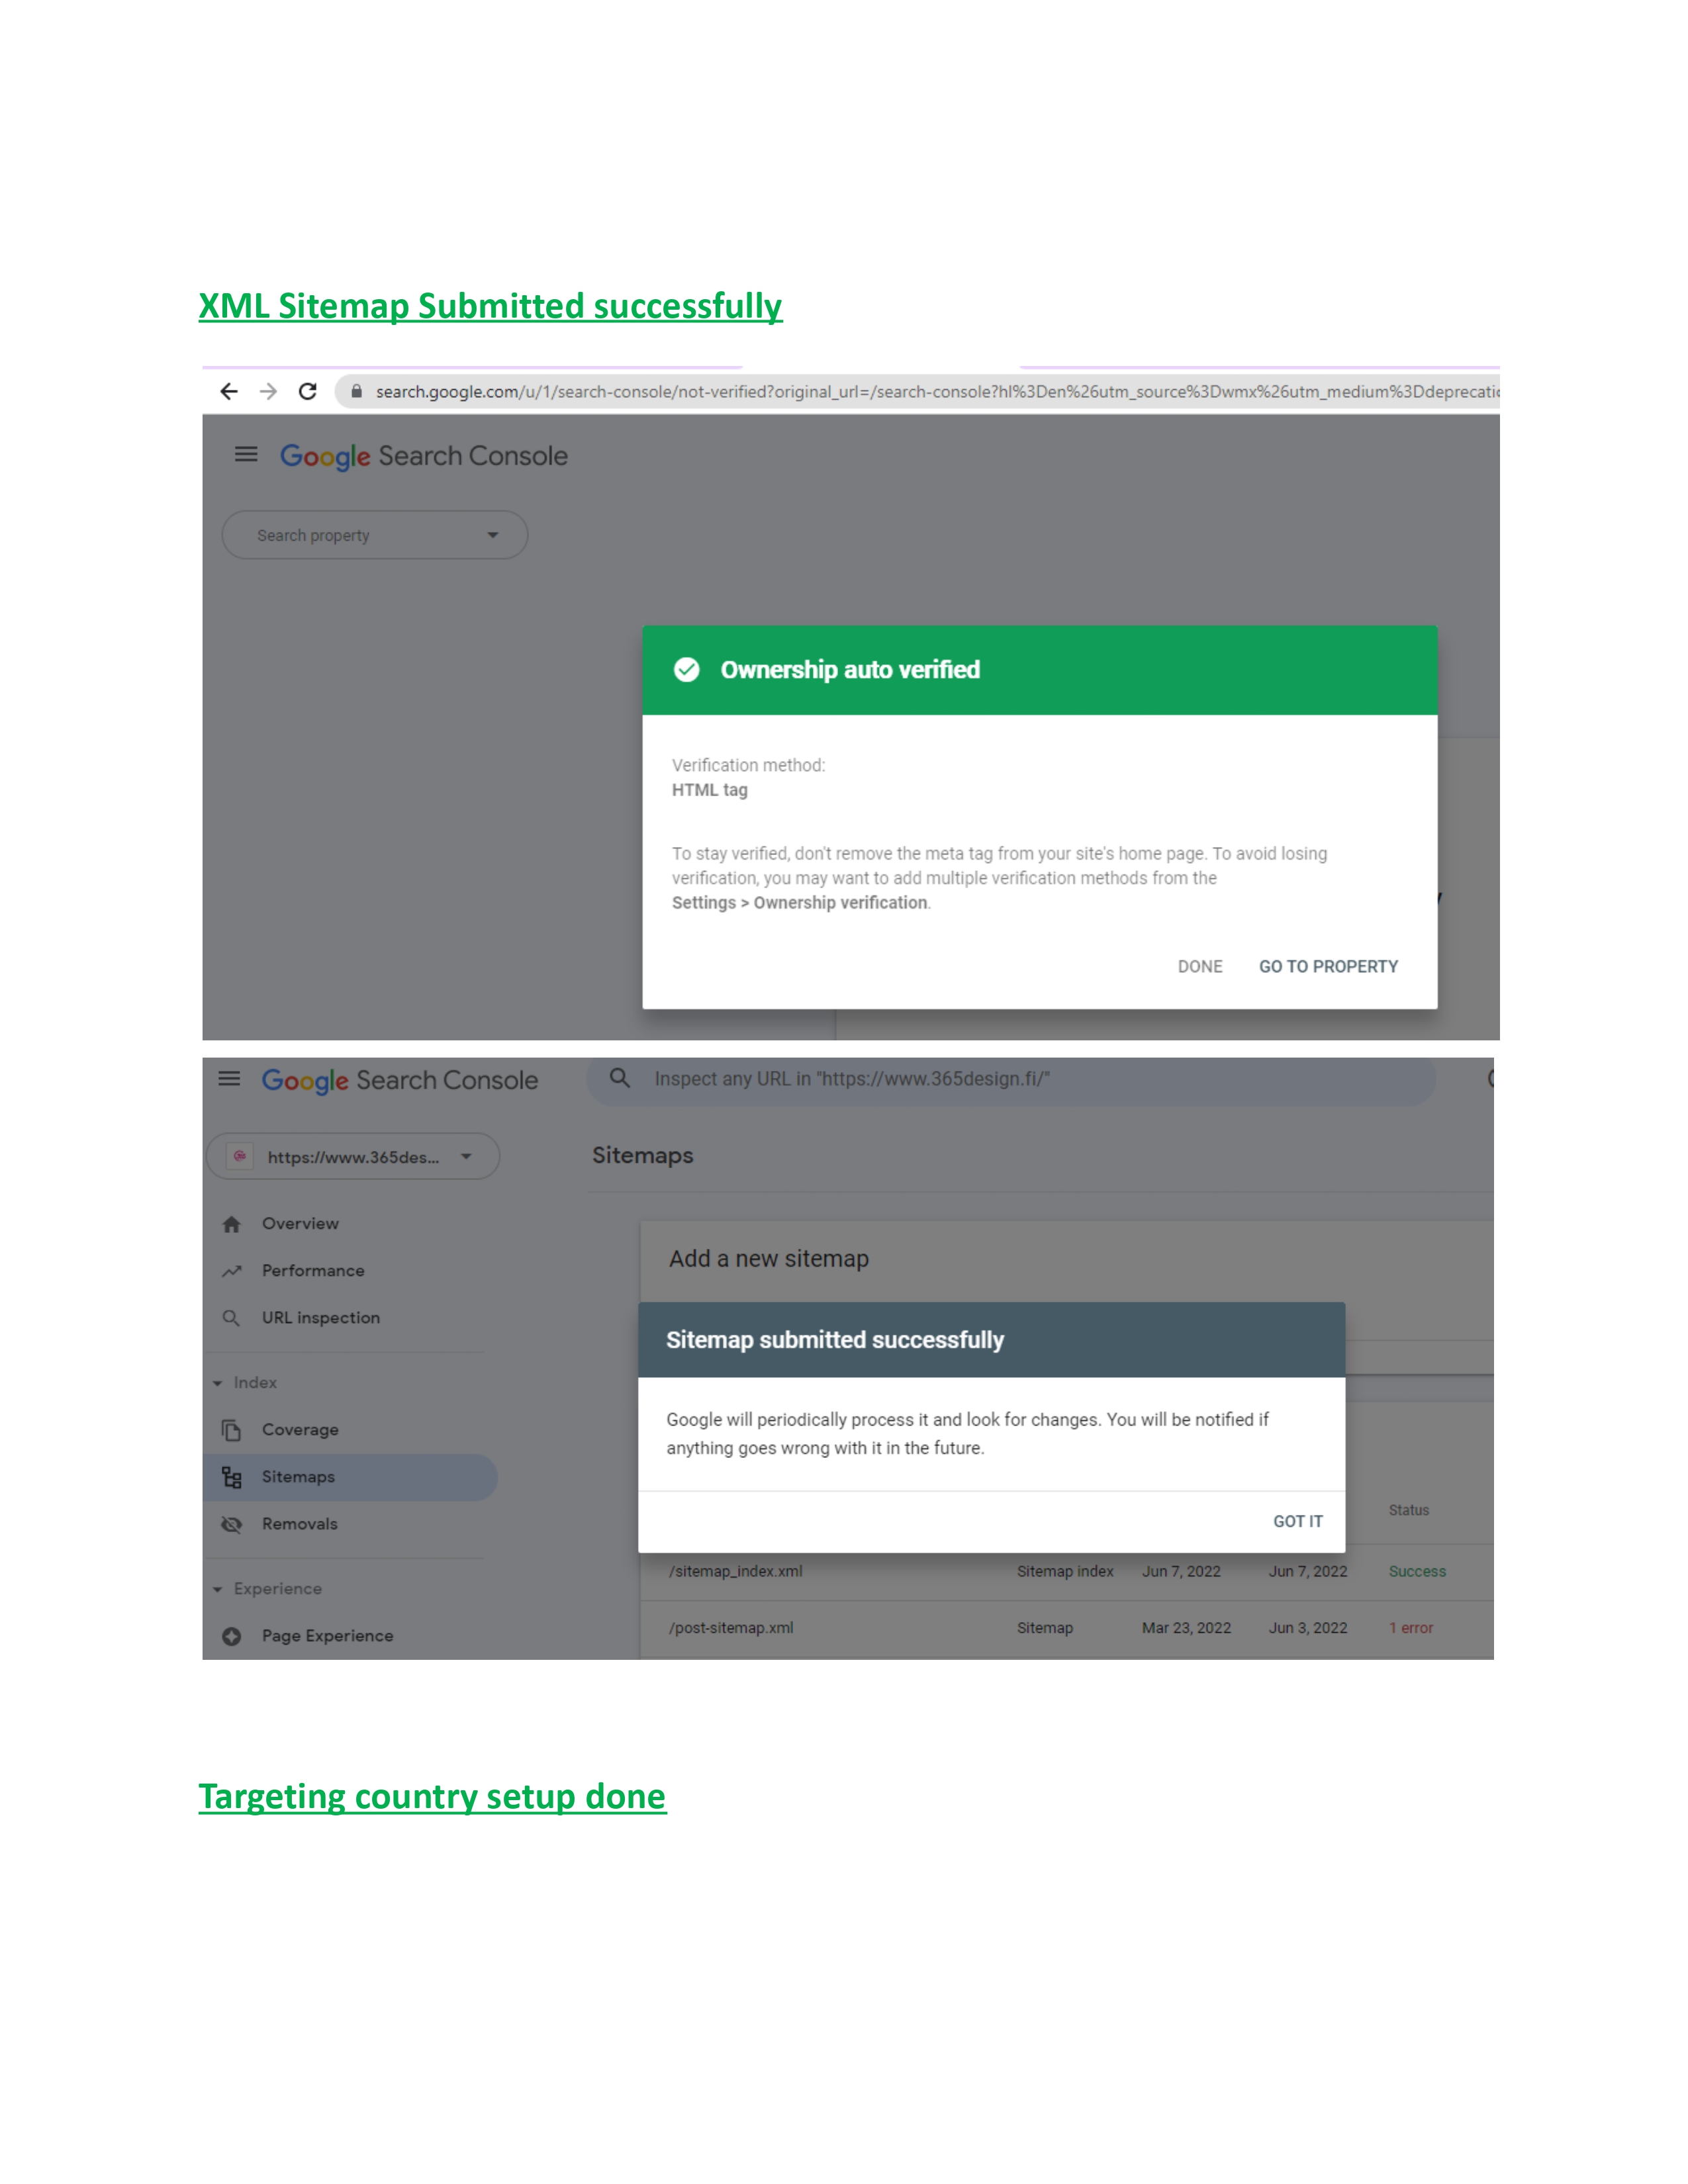 XML Sitemap Submitted successfully
search.google.com/u/1/search-console/not-verified?original_url=/search-console?hl%3Den%26utm_source%3Dwmx%26utm_medium%3Ddeprecatic
Google Search Console
Search property
Ownership auto verified
Verification method:
HTML tag
To stay verified, don't remove the meta tag from your site's home page. To avoid losing
verification, you may want to add multiple verification methods from the
Settings > Ownership verification.
DONE GO TO PROPERTY
Google Search Console
Inspect any URL in "https://www.365design.fi/"
https://www.365des...
Sitemaps
Overview
Performance
URL inspection
Index
Coverage
Sitemaps
Removals
Experience
Page Experience
Add a new sitemap
Sitemap submitted successfully
Google will periodically process it and look for changes. You will be notified if
anything goes wrong with it in the future.
GOT IT
Status
/sitemap_index.xml Sitemap index Jun 7, 2022 Jun 7, 2022 Success
/post-sitemap.xml Sitemap Mar 23, 2022 Jun 3, 2022 1 error
Targeting country setup done